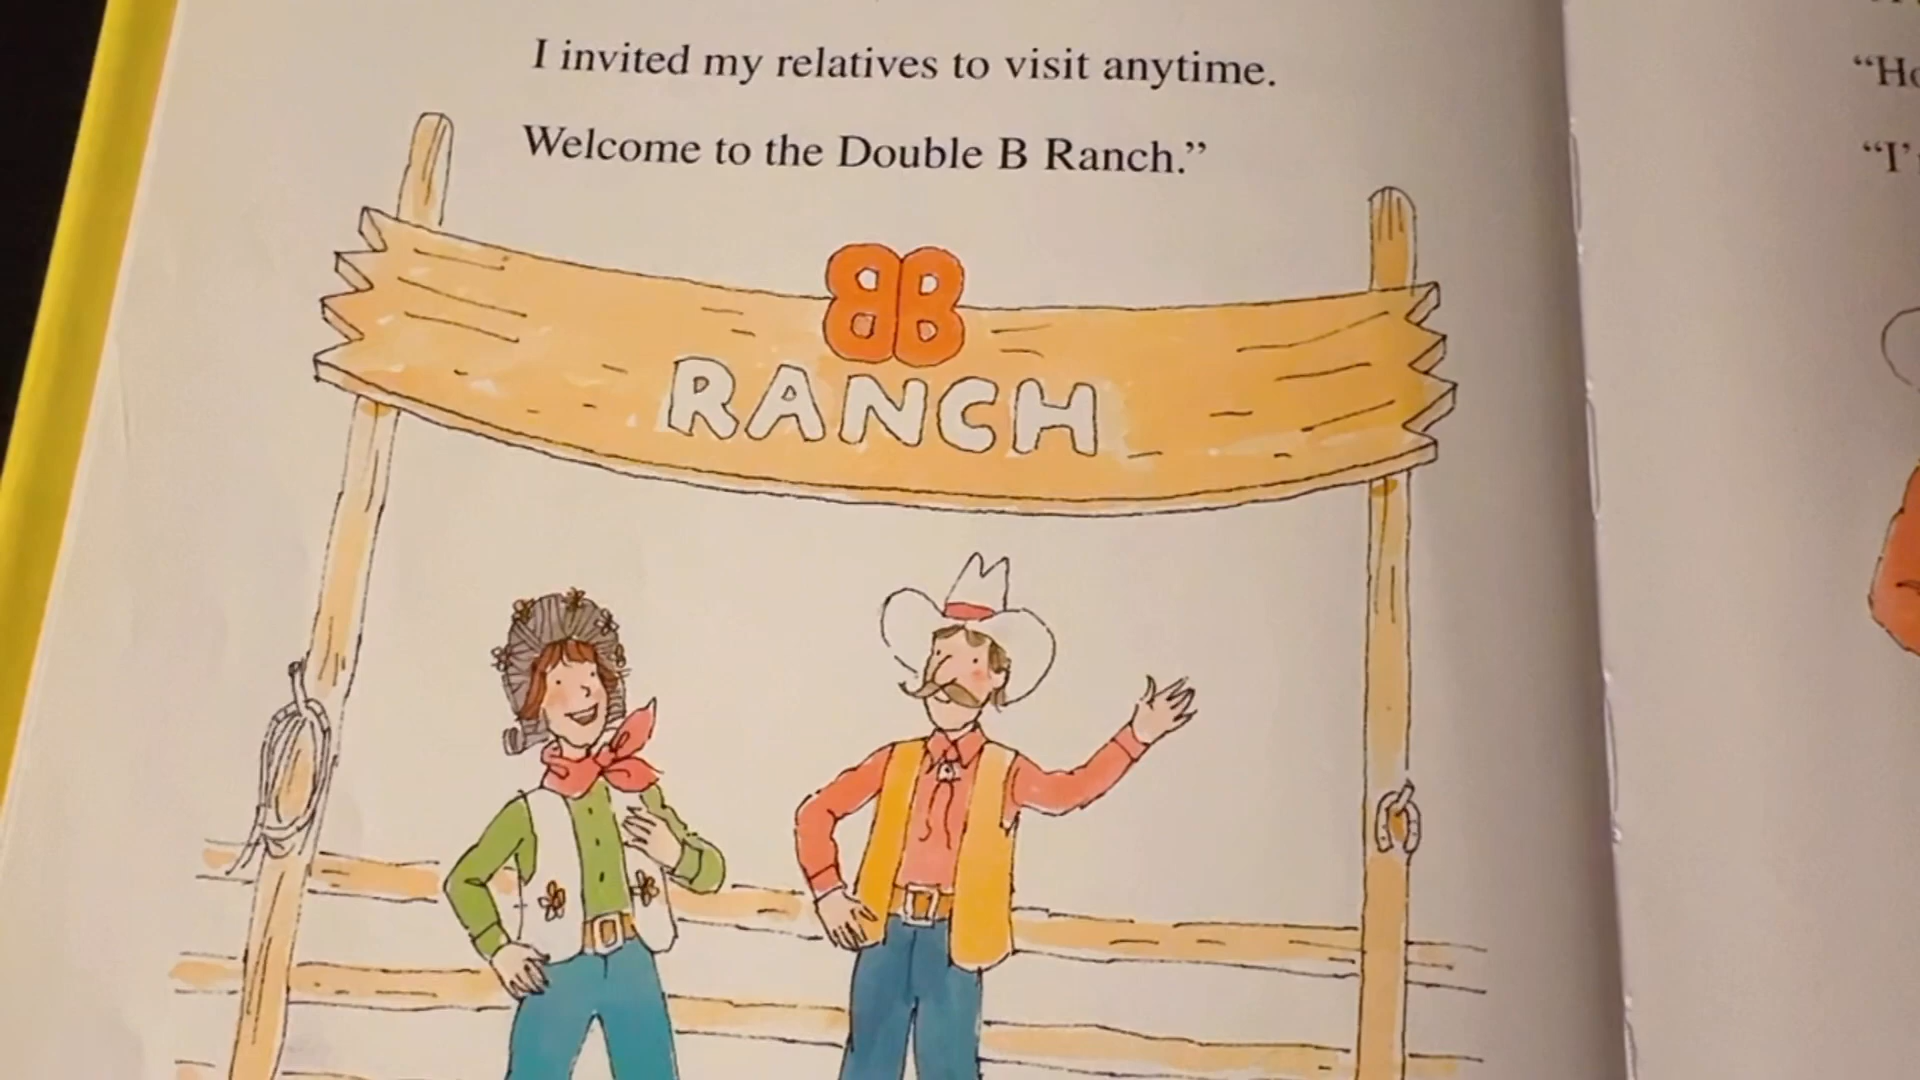 I invited my relatives to visit anytime.
Welcome to the Double B Ranch.”
BB
RANCH
“I’